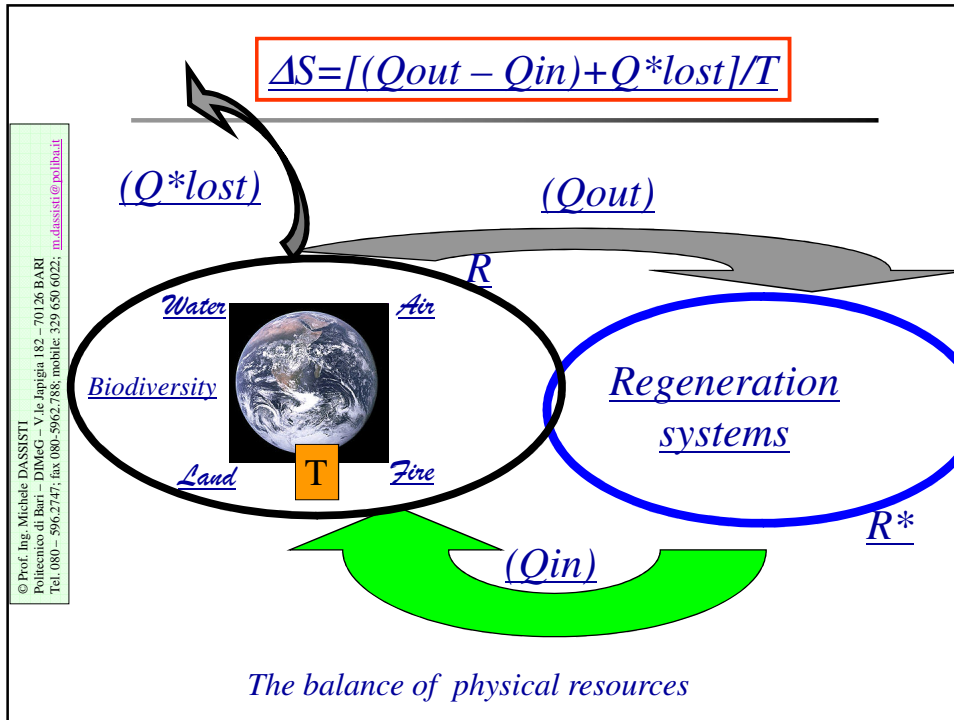 ΔS=[(Qout – Qin)+Q*lost]/T
(Q*lost)
(Qout)
R
Water
Air
Biodiversity
Land
T
Fire
Regeneration
systems
R*
(Qin)
The balance of physical resources
© Prof. Ing. Michele DASSISTI
Politecnico di Bari – DIMeG – V.le Japigia 182 – 70126 BARI
Tel. 080 – 596.2747; fax 080-5962.788; mobile: 329 650 6022; m.dassisti@poliba.it